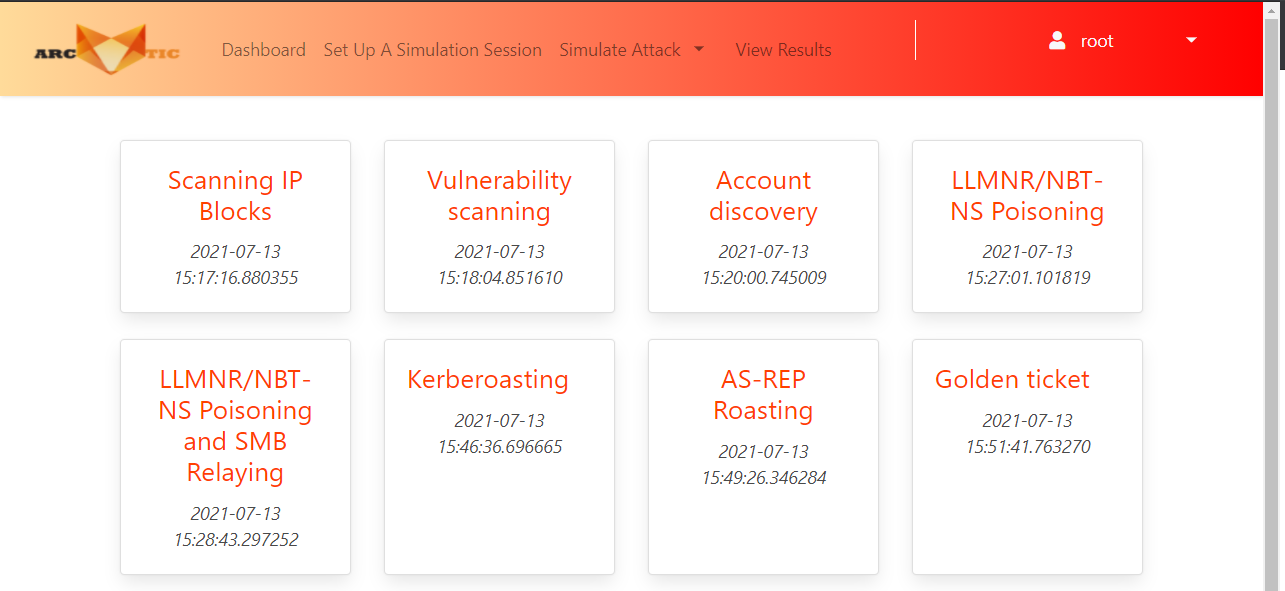 ARC TIC Dashboard Set Up A Simulation Session Simulate Attack View Results root
Scanning IP
Blocks
2021-07-13
15:17:16.880355
Vulnerability
scanning
2021-07-13
15:18:04.851610
Account
discovery
2021-07-13
15:20:00.745009
LLMNR/NBT-
NS Poisoning
2021-07-13
15:27:01.101819
LLMNR/NBT-
NS Poisoning
and SMB
Relaying
2021-07-13
15:28:43.297252
Kerberoasting
2021-07-13
15:46:36.696665
AS-REP
Roasting
2021-07-13
15:49:26.346284
Golden ticket
2021-07-13
15:51:41.763270